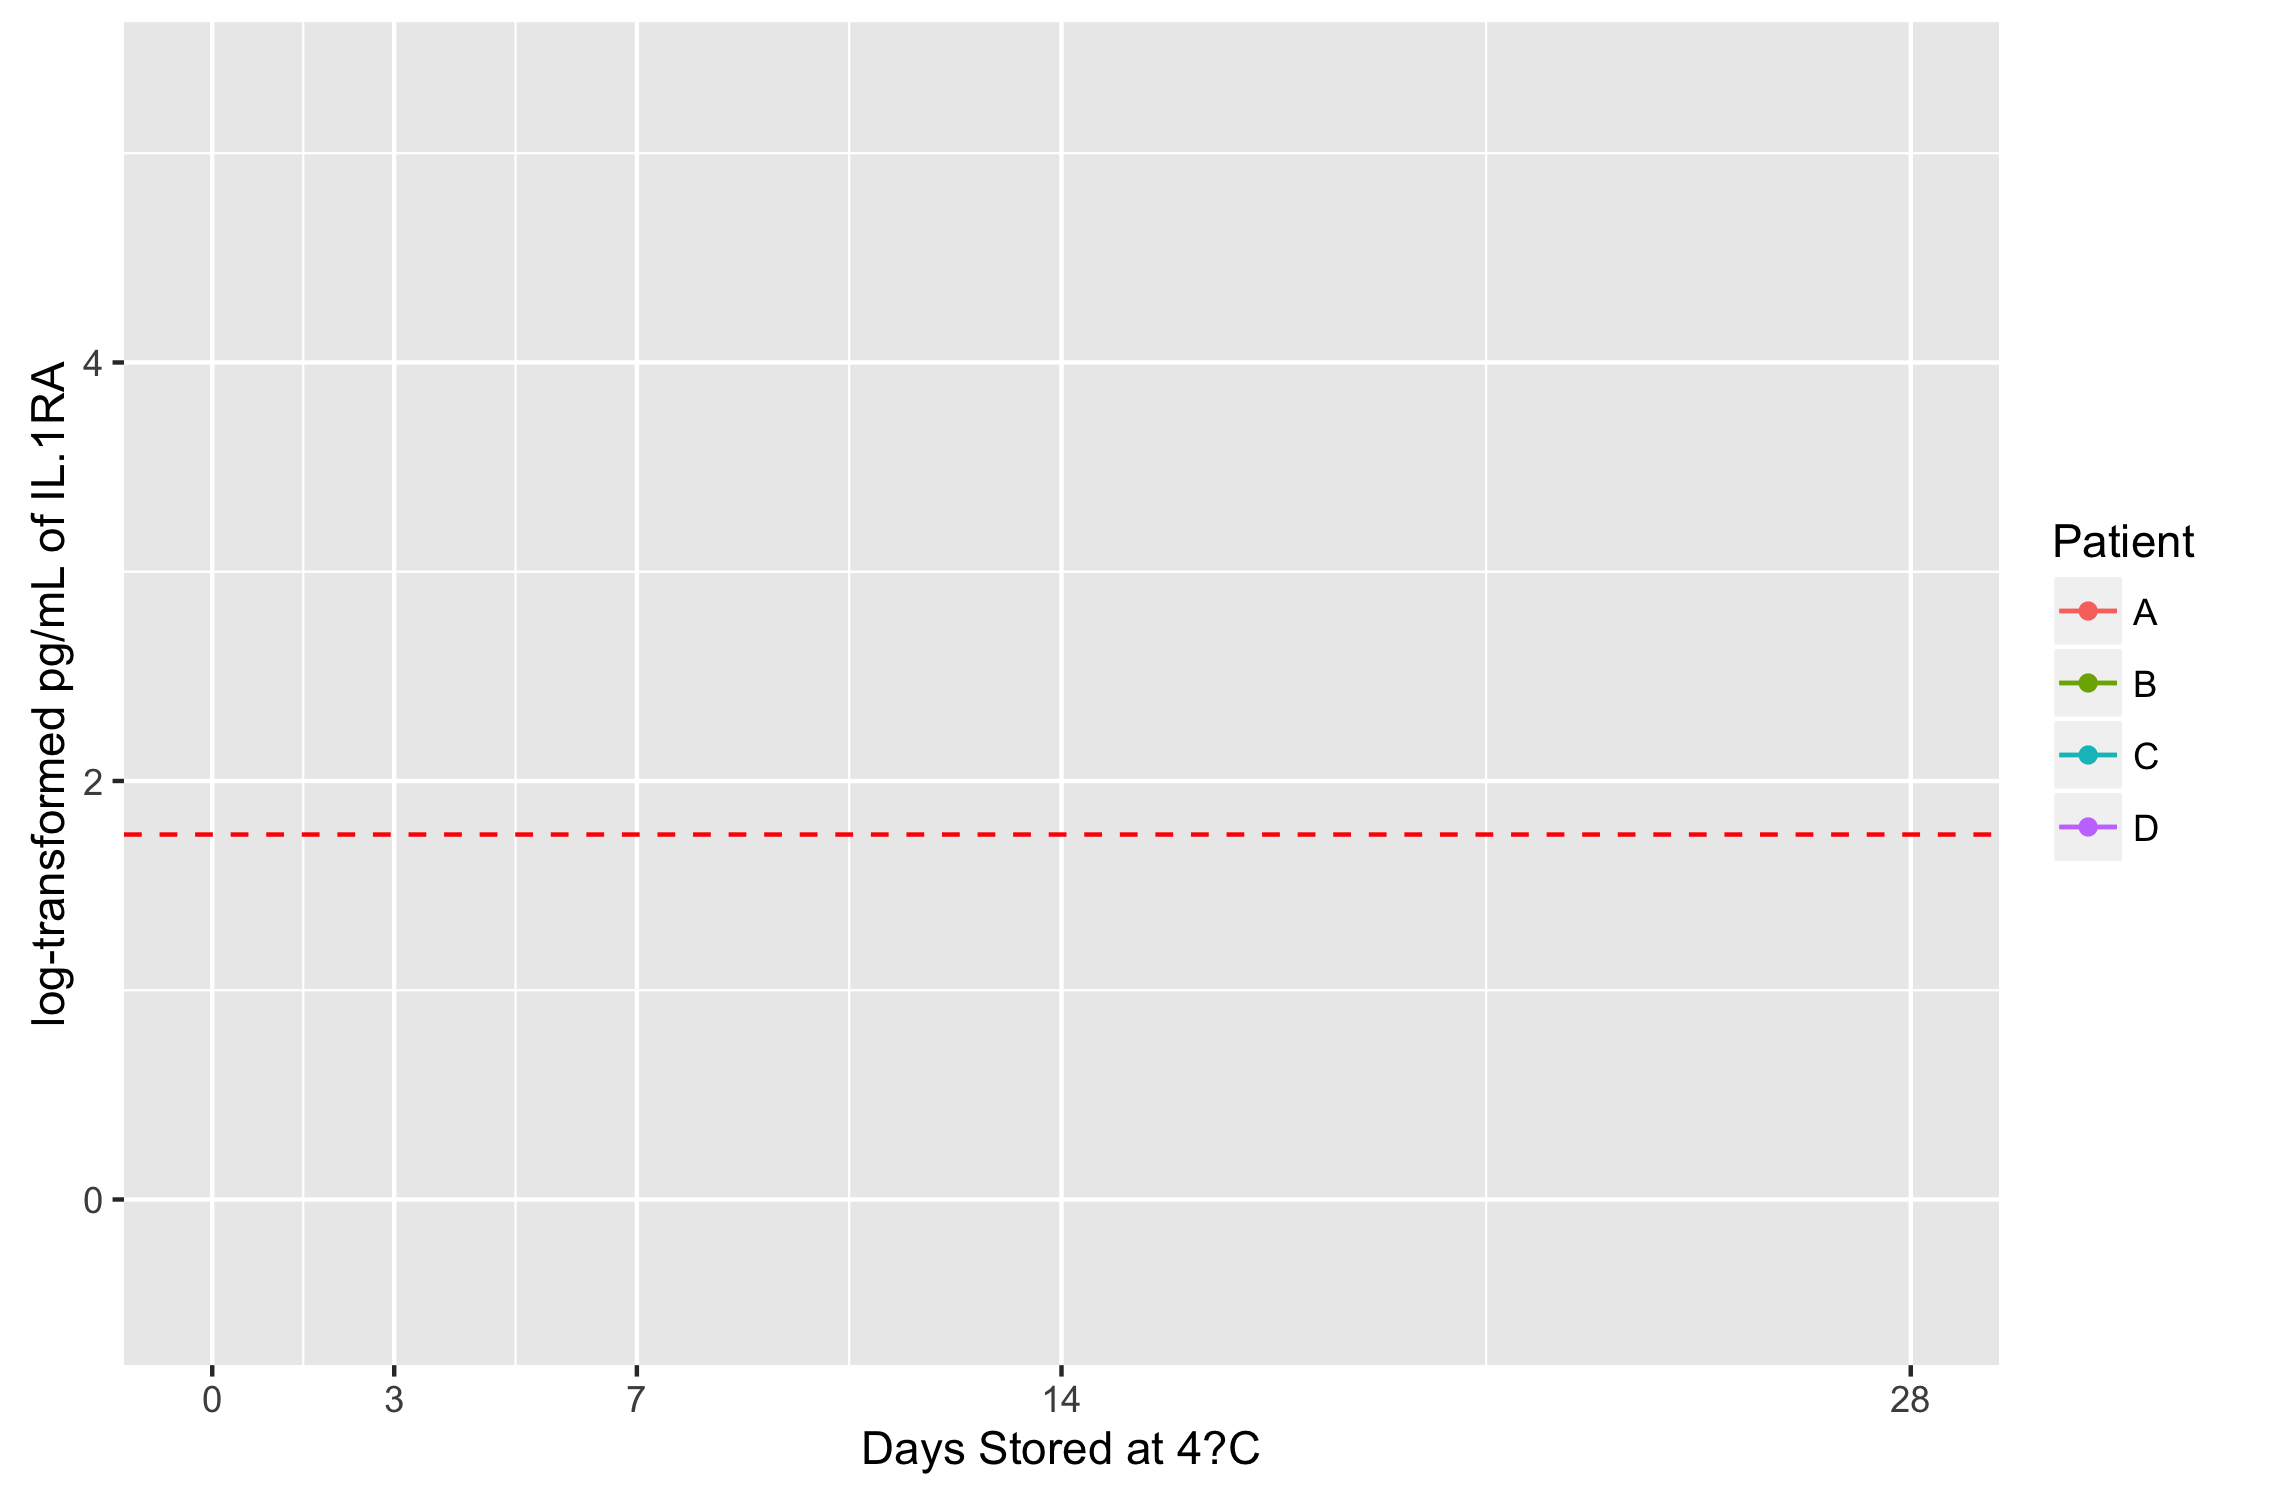 log-transformed pg/mL of IL.1RA
4
2
0
0 3 7 14 28
Days Stored at 4?C
Patient
A
B
C
D